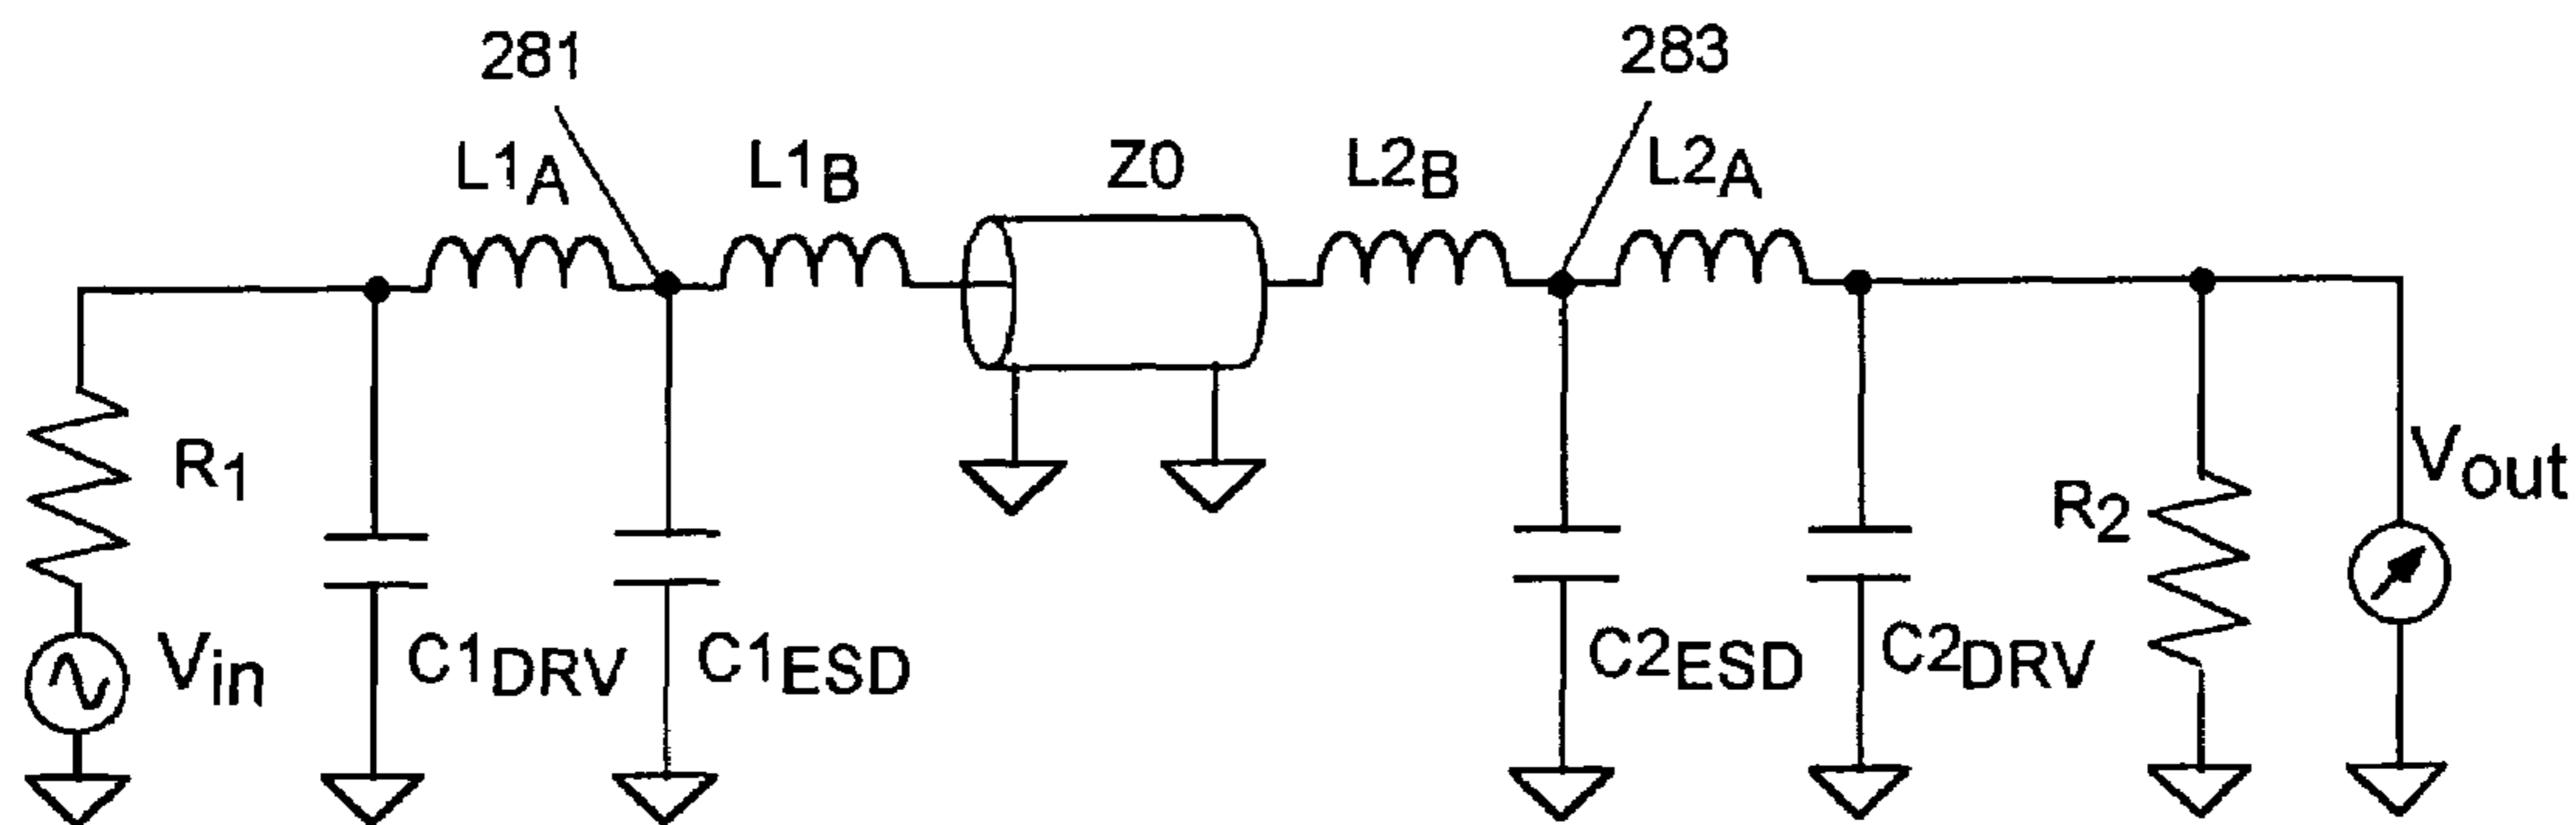 281
283
L1A
L1B
Z0
L2B
L2A
R1
Vin
C1DRV
C1ESD
C2ESD
C2DRV
R2
Vout